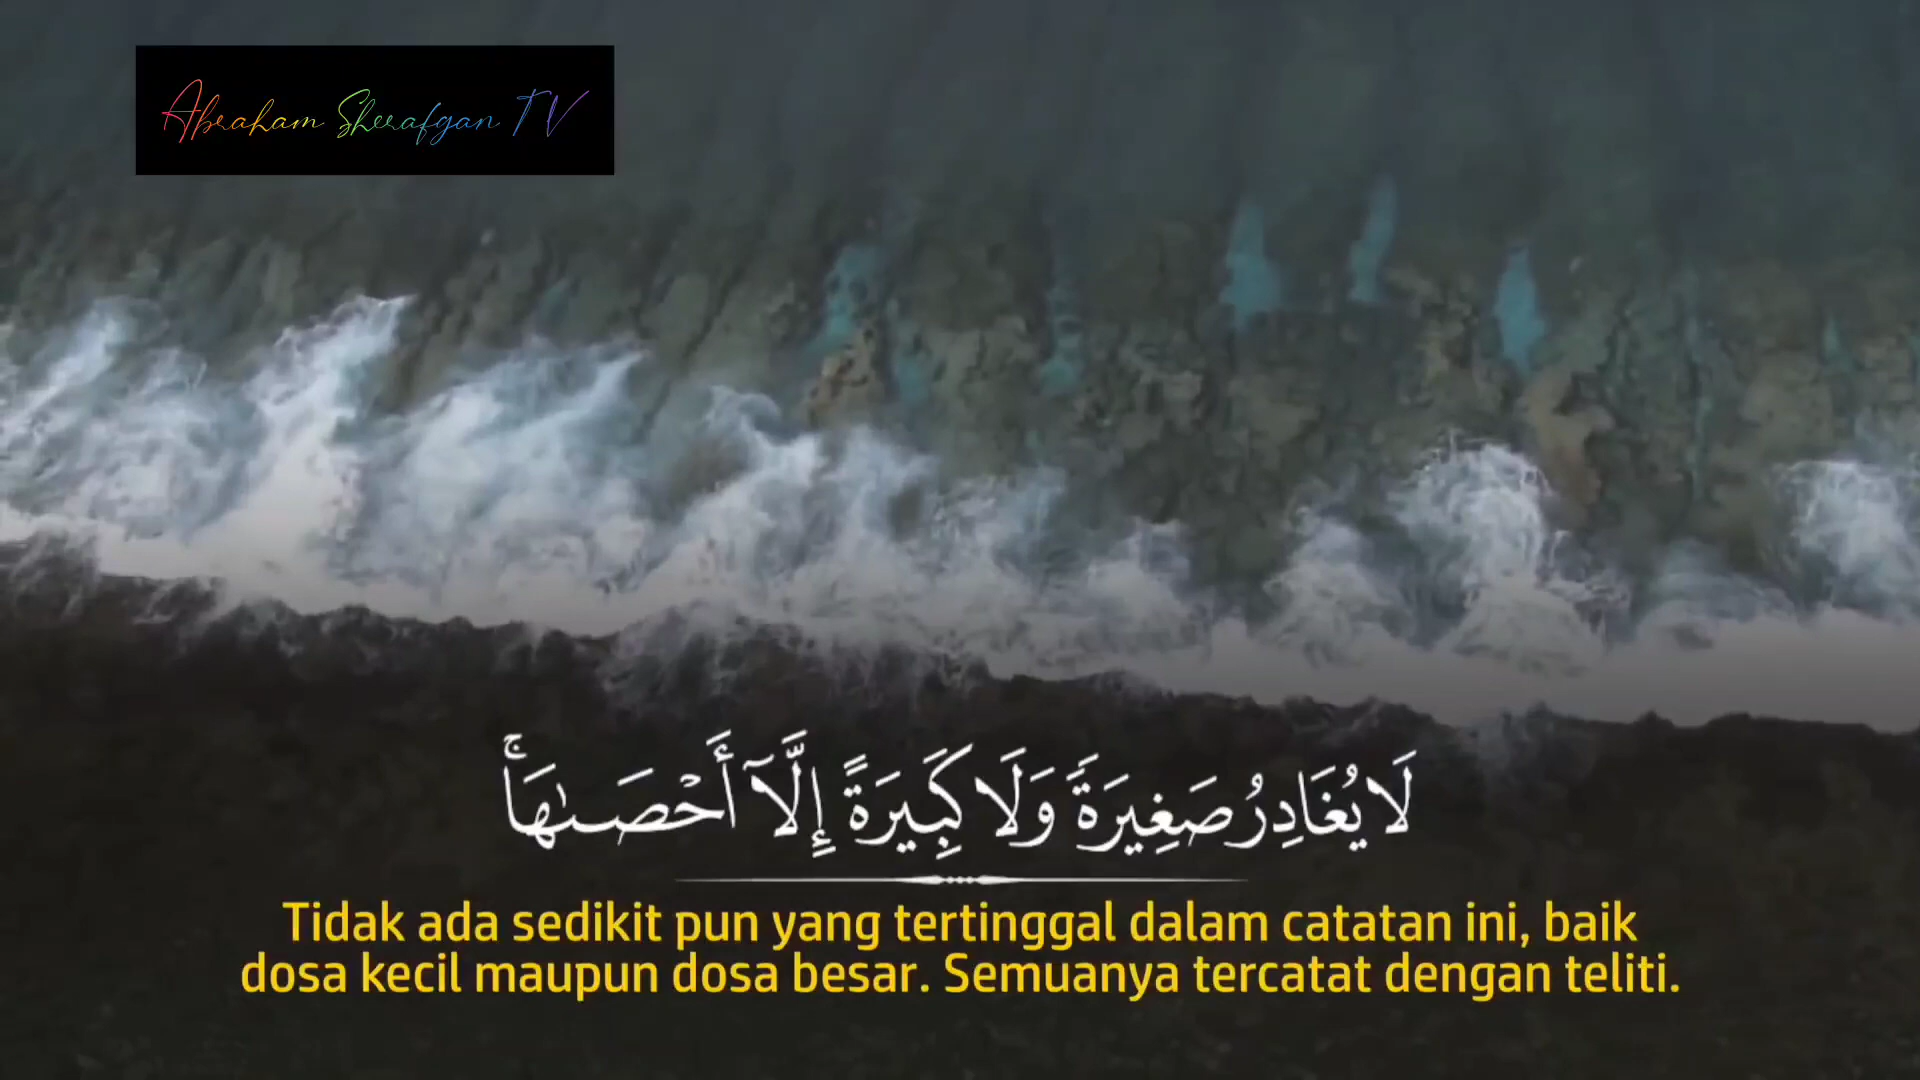 Abraham Sherafgan TV
لَا يُغَادِرُ صَغِيرَةً وَلَا كَبِيرَةً إِلَّآ أَحْصَىٰهَا ۚ
Tidak ada sedikit pun yang tertinggal dalam catatan ini, baik
dosa kecil maupun dosa besar. Semuanya tercatat dengan teliti.